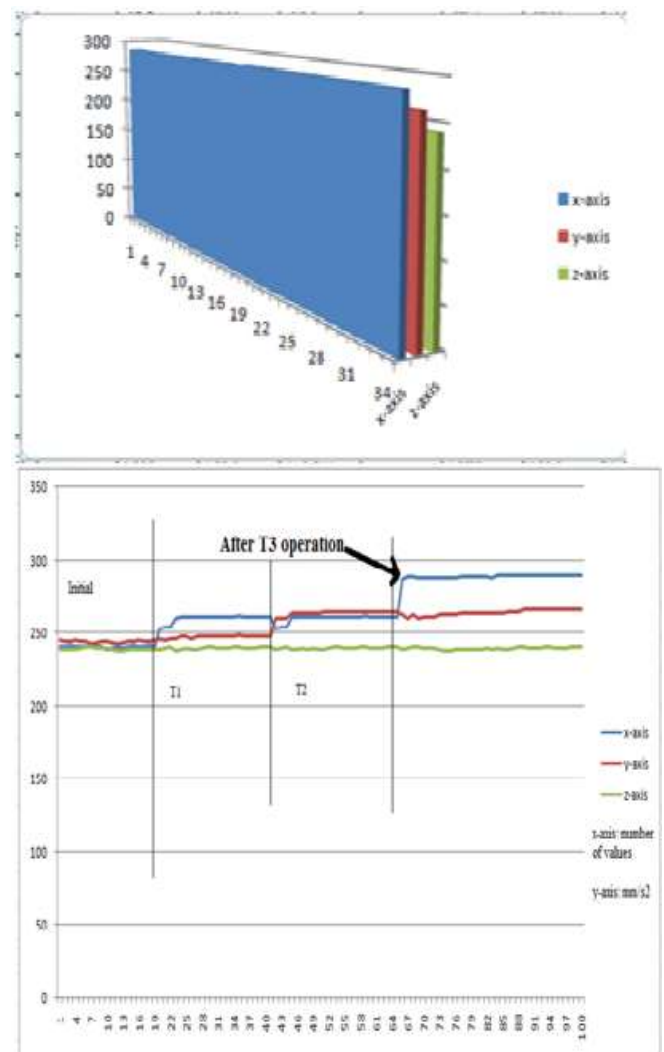 300
250
200
150
100
50
0
1 4 7 10 13 16 19 22 25 28 31 34
x-axis
z-axis
x-axis
y-axis
z-axis
350
300
250
200
150
100
50
0
Initial
After T3 operation
T1
T2
x-axis
y-axis
z-axis
x-axis: number
of values
y-axis: mm/s2
1 4 7 10 13 16 19 22 25 28 31 34 37 40 43 46 49 52 55 58 61 64 67 70 73 76 79 82 85 88 91 94 97 100